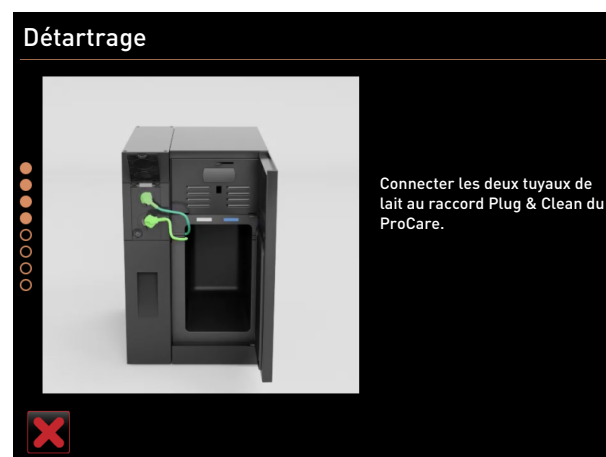 Détartrage
Connecter les deux tuyaux de
lait au raccord Plug & Clean du
ProCare.